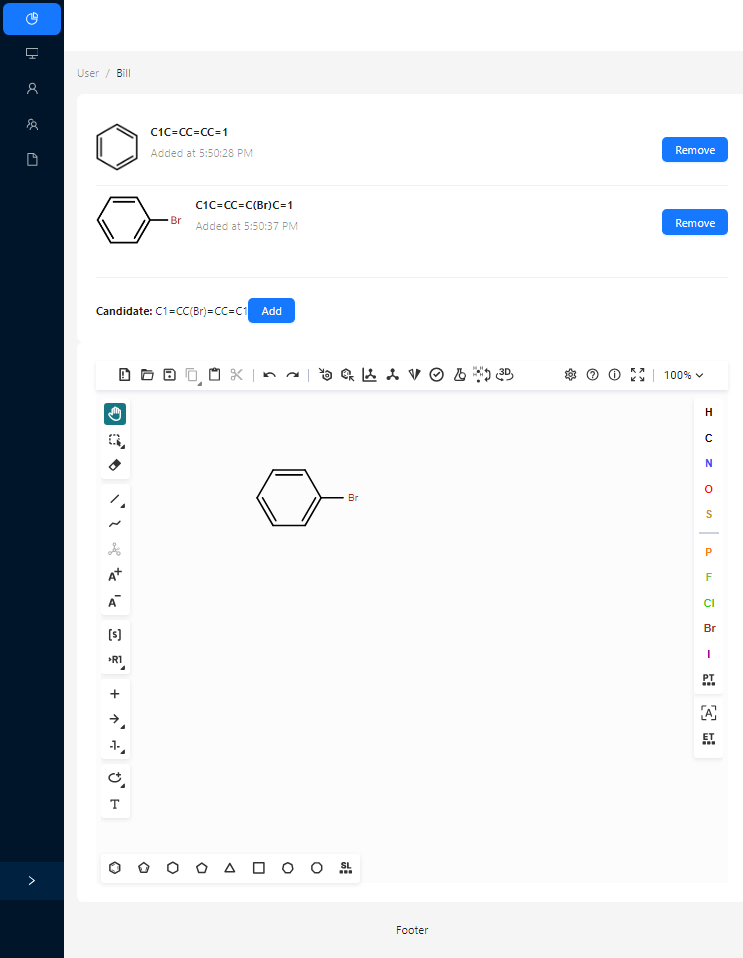 User / Bill
C1C=CC=CC=1
Added at 5:50:28 PM
Remove
Br
C1C=CC=C(Br)C=1
Added at 5:50:37 PM
Remove
Candidate: C1=CC(Br)=CC=C1
Add
3D
100%
H
C
N
O
S
P
F
Cl
Br
I
PT
[A]
ET
Br
A+
A-
[s]
R1
T
SL
Footer